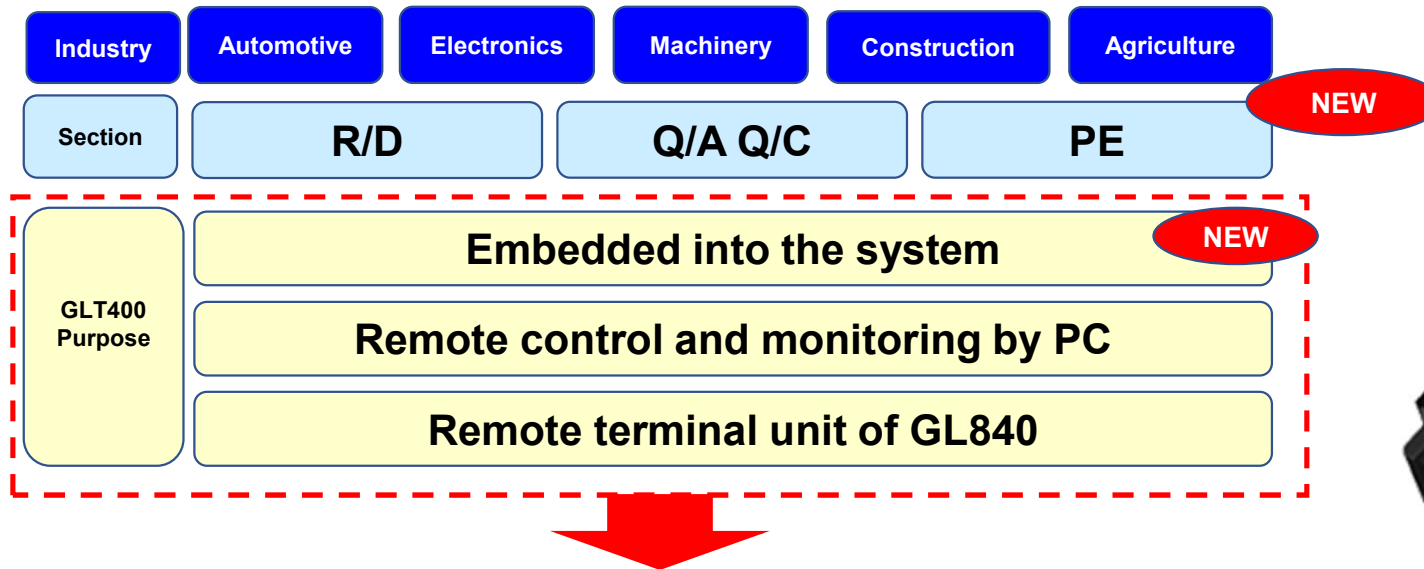 Industry
Automotive
Electronics
Machinery
Construction
Agriculture
NEW
Section
R/D
Q/A Q/C
PE
Embedded into the system
NEW
GLT400
Purpose
Remote control and monitoring by PC
Remote terminal unit of GL840